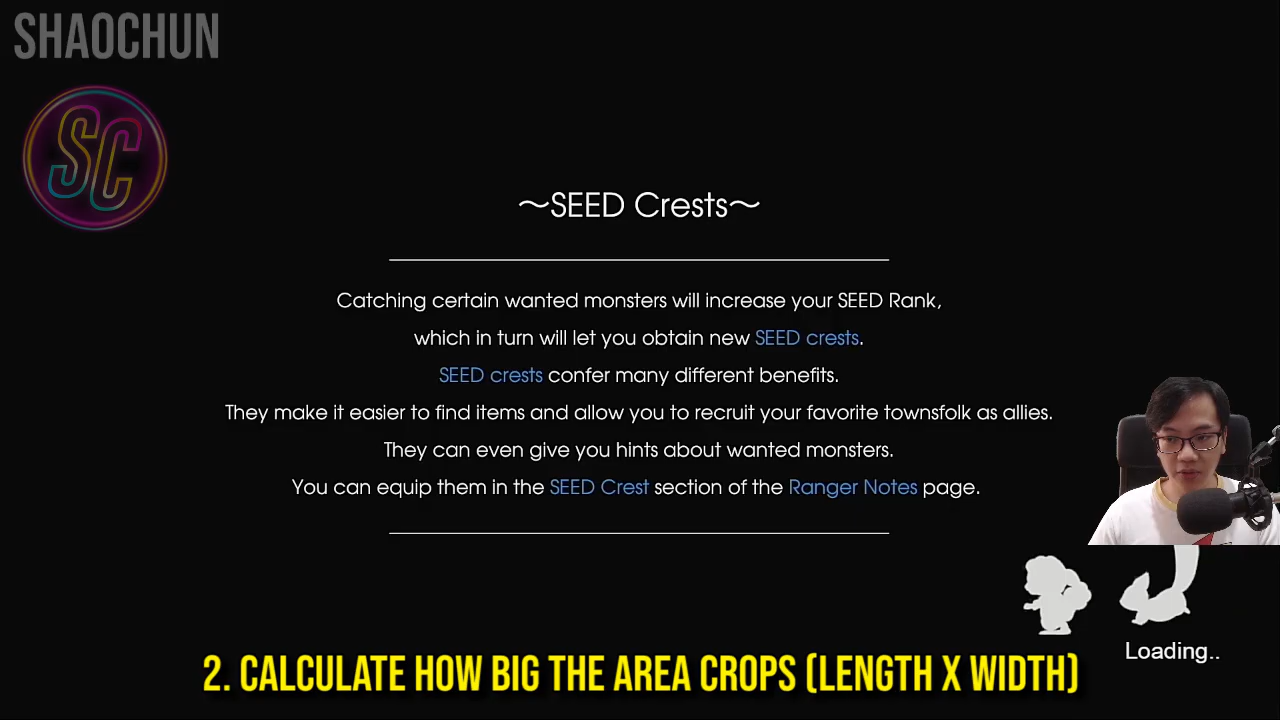 SHAOCHUN
SC
～SEED Crests～
Catching certain wanted monsters will increase your SEED Rank,
which in turn will let you obtain new SEED crests.
SEED crests confer many different benefits.
They make it easier to find items and allow you to recruit your favorite townsfolk as allies.
They can even give you hints about wanted monsters.
You can equip them in the SEED Crest section of the Ranger Notes page.
Loading..
2. CALCULATE HOW BIG THE AREA CROPS (LENGTH X WIDTH)